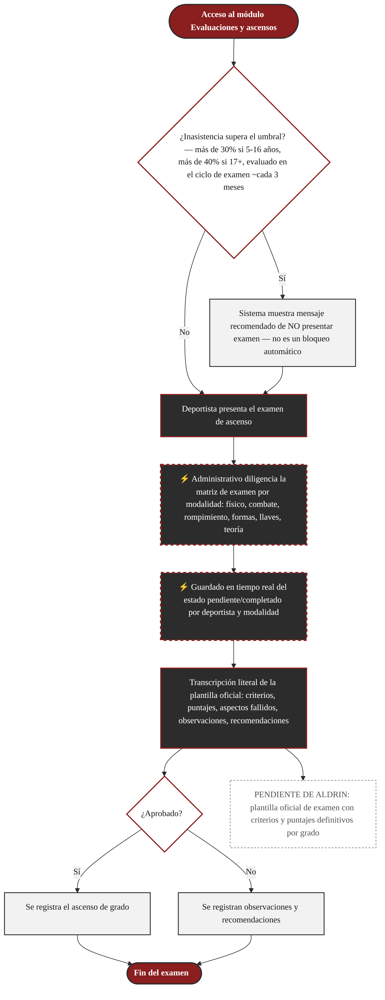 Acceso al módulo
Evaluaciones y ascensos
¿Inasistencia supera el umbral?
— más de 30% si 5-16 años,
más de 40% si 17+, evaluado en
el ciclo de examen ~cada 3
meses
Sí
Sistema muestra mensaje
recomendado de NO presentar
examen — no es un bloqueo
automático
No
Deportista presenta el examen
de ascenso
⚡ Administrativo diligencia la
matriz de examen por
modalidad: físico, combate,
rompimiento, formas, llaves,
teoría
⚡ Guardado en tiempo real del
estado pendiente/completado
por deportista y modalidad
Transcripción literal de la
plantilla oficial: criterios,
puntajes, aspectos fallidos,
observaciones, recomendaciones
¿Aprobado?
PENDIENTE DE ALDRIN:
plantilla oficial de examen con
criterios y puntajes definitivos
por grado
Sí
No
Se registra el ascenso de grado
Se registran observaciones y
recomendaciones
Fin del examen